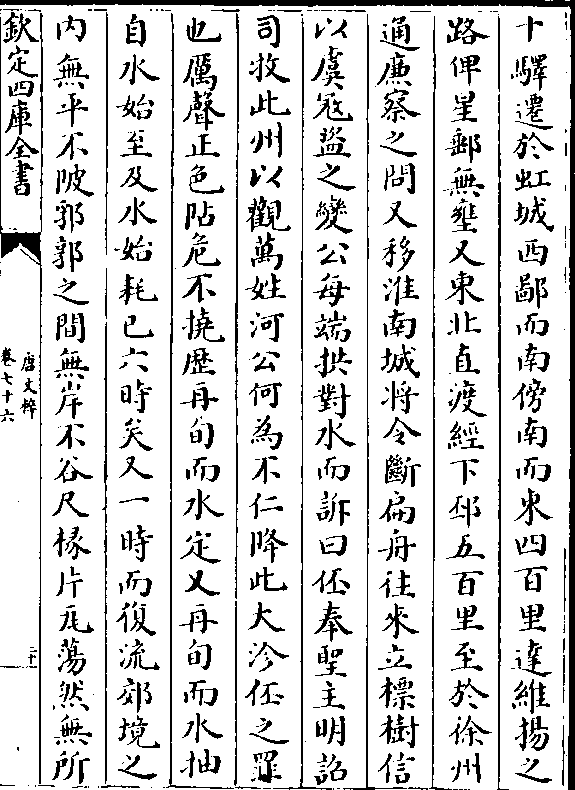 十驛遷於虹城西鄙而南傍南而東四百里達維揚之
路俾呈郵無壅又東北直渡經下邳五百里至於徐州
通廉察之問又移淮南城將令斷扁舟往來立標樹信
以虞寇盜之變公每端拱對水而訴曰伾奉聖主明詔
司牧此州以觀萬姓河公何為不仁降此大沴伾之罪
也厲聲正色阽危不撓歷再旬而水定又再旬而水抽
自水始至及水始耗已六時矣又一時而復流郊境之
内無平不陂郛郭之間無岸不谷尺椽片瓦蕩然無所
欽定四庫全書
唐文粹
卷七十六
二十